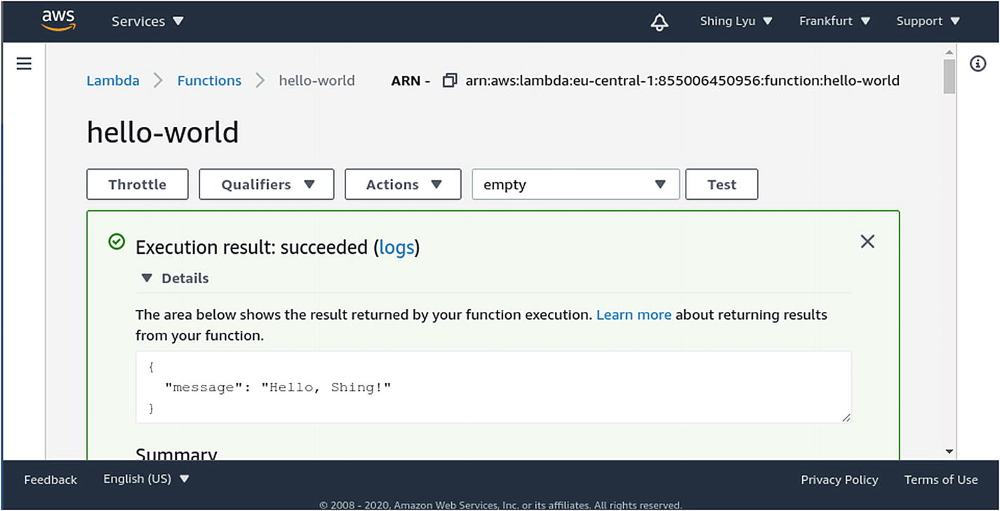 aws Services Shing Lyu Frankfurt Support
Lambda Functions hello-world ARN - arn:aws:lambda:eu-central-1:855006450956:function:hello-world
hello-world
Throttle Qualifiers Actions empty Test
Execution result: succeeded (logs)
Details
The area below shows the result returned by your function execution. Learn more about returning results
from your function.
{
"message": "Hello, Shing!"
}
Summary
Feedback English (US) Privacy Policy Terms of Use
© 2008 - 2020, Amazon Web Services, Inc. or its affiliates. All rights reserved.